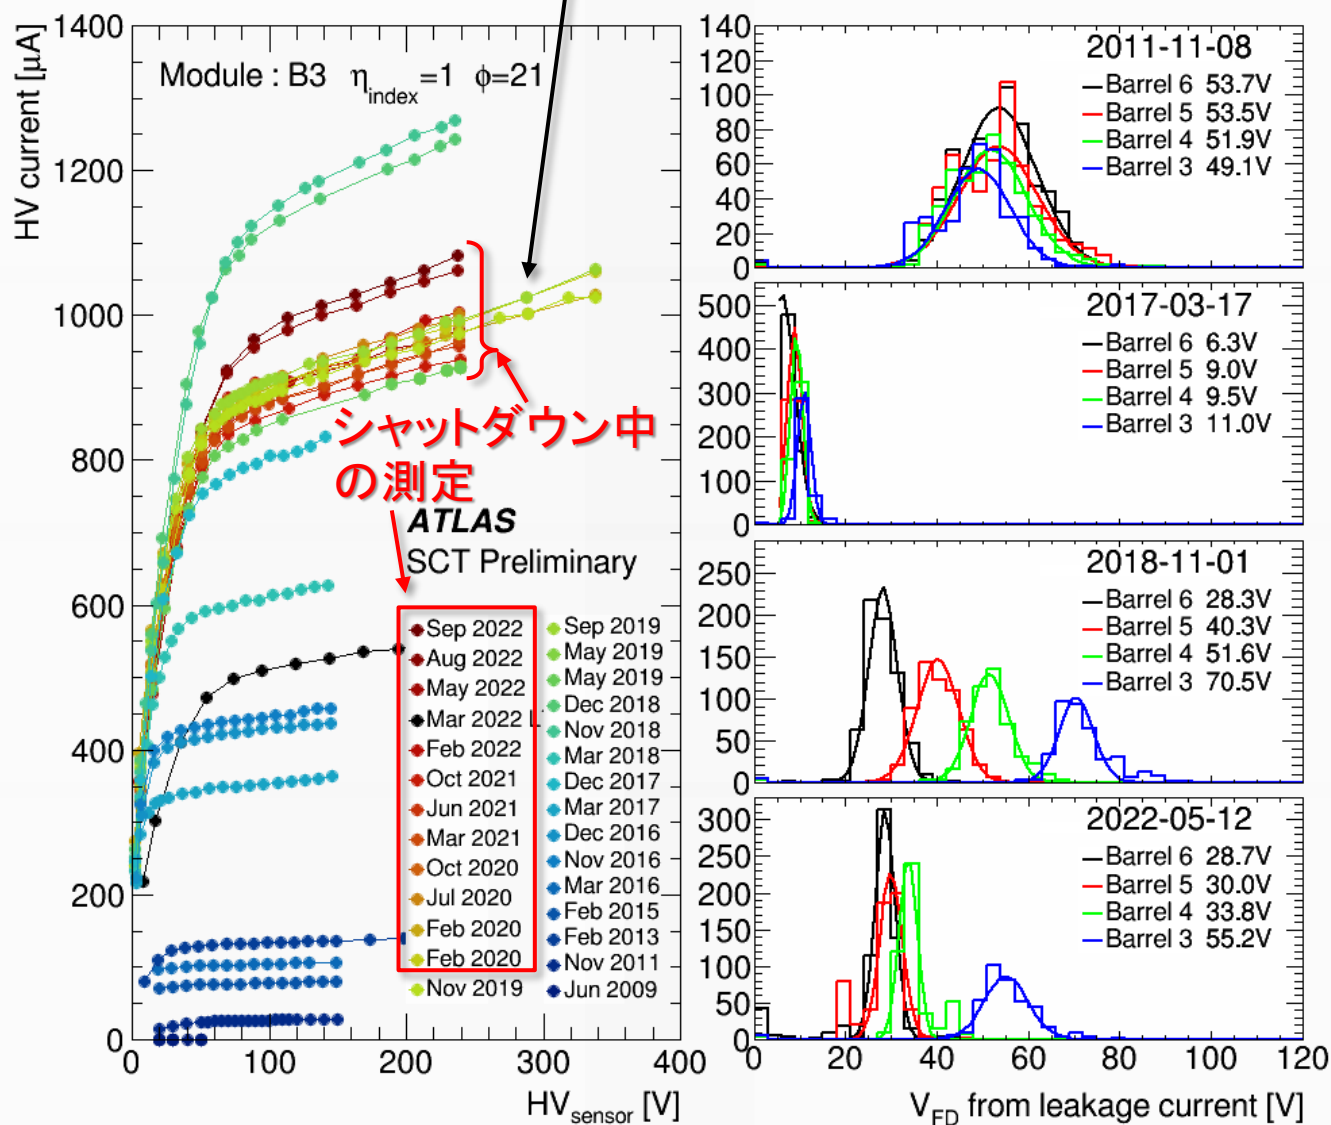 1400
1200
1000
800
600
400
200
0
HV current [μA]
Module : B3 ηindex=1 φ=21
シャットダウン中
の測定
ATLAS
SCT Preliminary
Sep 2022
Aug 2022
May 2022
Mar 2022 L
Feb 2022
Oct 2021
Jun 2021
Mar 2021
Oct 2020
Jul 2020
Feb 2020
Feb 2020
Nov 2019
Sep 2019
May 2019
May 2019
Dec 2018
Nov 2018
Mar 2018
Dec 2017
Mar 2017
Dec 2016
Nov 2016
Mar 2016
Feb 2015
Feb 2013
Nov 2011
Jun 2009
0 100 200 300 400
HVsensor [V]
140
120
100
80
60
40
20
0
2011-11-08
Barrel 6 53.7V
Barrel 5 53.5V
Barrel 4 51.9V
Barrel 3 49.1V
500
400
300
200
100
0
2017-03-17
Barrel 6 6.3V
Barrel 5 9.0V
Barrel 4 9.5V
Barrel 3 11.0V
250
200
150
100
50
0
2018-11-01
Barrel 6 28.3V
Barrel 5 40.3V
Barrel 4 51.6V
Barrel 3 70.5V
300
250
200
150
100
50
0
2022-05-12
Barrel 6 28.7V
Barrel 5 30.0V
Barrel 4 33.8V
Barrel 3 55.2V
0 20 40 60 80 100 120
VFD from leakage current [V]